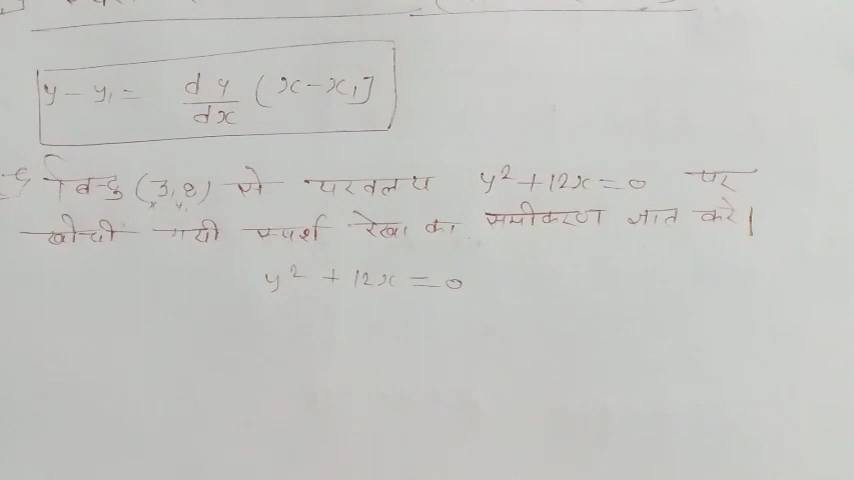 y - y₁ = dy/dx (x - x₁]
बिन्दु (3,8) से परवलय y² + 12x = 0 पर
खीची गयी स्पर्श रेखा का समीकरण ज्ञात करे।
y² + 12x = 0